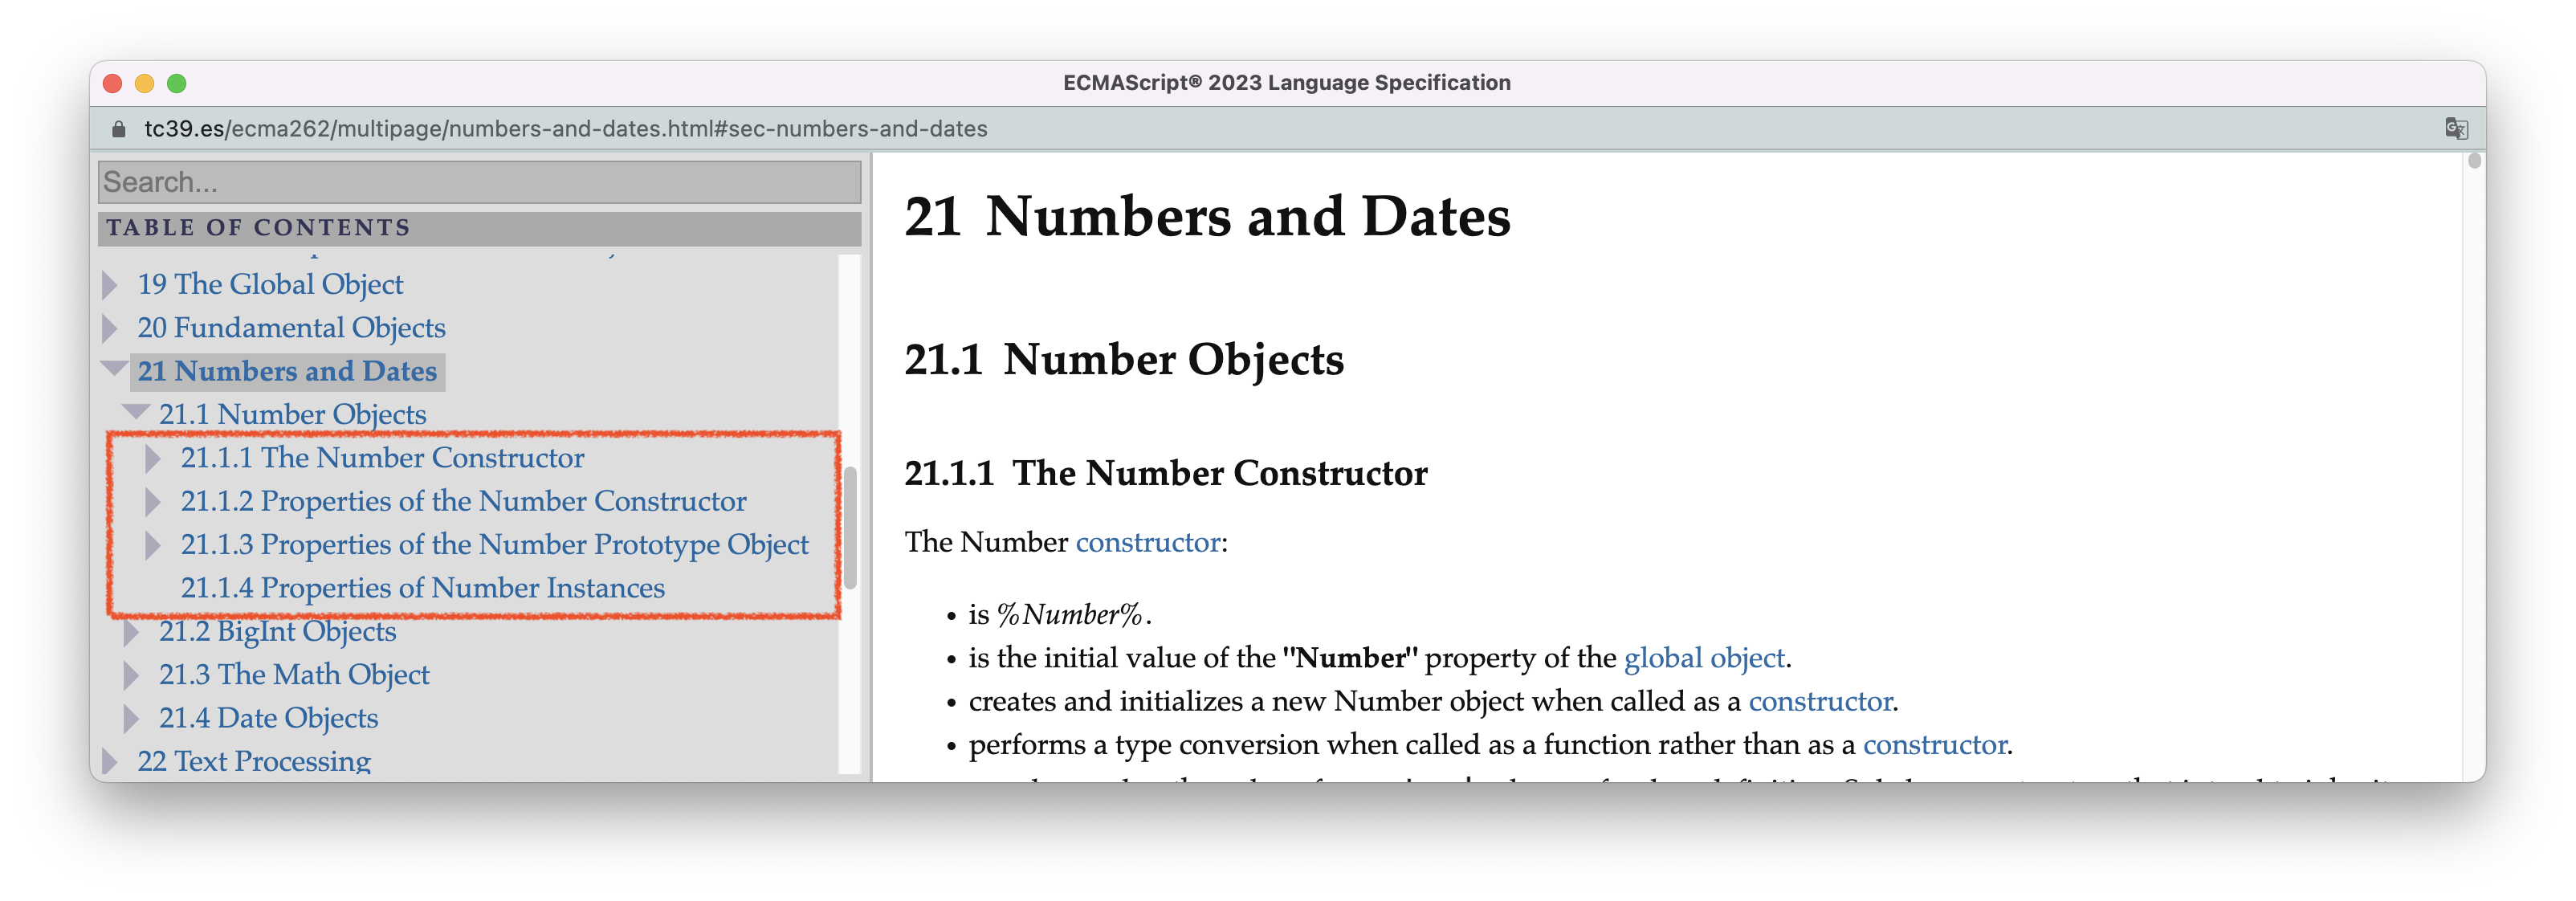 ECMAScript® 2023 Language Specification
tc39.es/ecma262/multipage/numbers-and-dates.html#sec-numbers-and-dates
Search...
TABLE OF CONTENTS
19 The Global Object
20 Fundamental Objects
21 Numbers and Dates
21.1 Number Objects
21.1.1 The Number Constructor
21.1.2 Properties of the Number Constructor
21.1.3 Properties of the Number Prototype Object
21.1.4 Properties of Number Instances
21.2 BigInt Objects
21.3 The Math Object
21.4 Date Objects
22 Text Processing
21 Numbers and Dates
21.1 Number Objects
21.1.1 The Number Constructor
The Number constructor:
• is %Number%.
• is the initial value of the "Number" property of the global object.
• creates and initializes a new Number object when called as a constructor.
• performs a type conversion when called as a function rather than as a constructor.